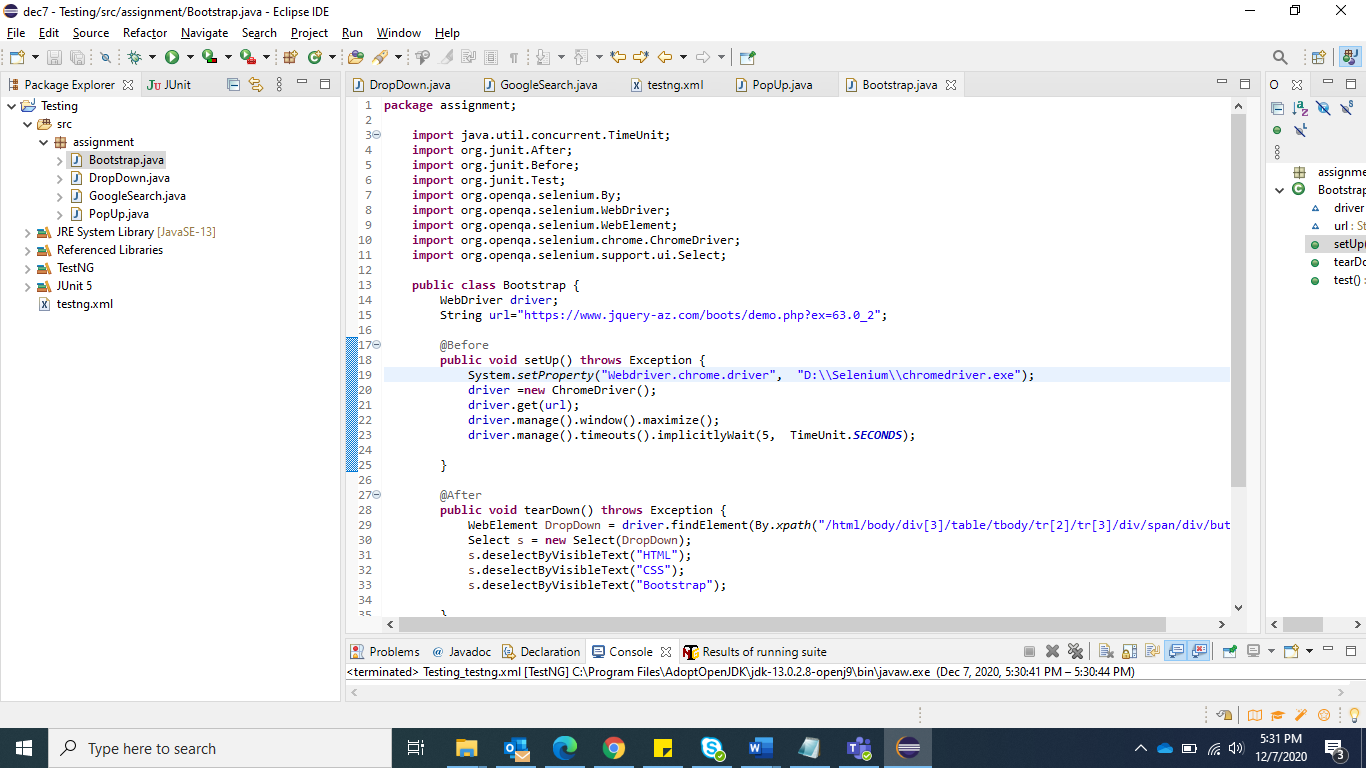 dec7 - Testing/src/assignment/Bootstrap.java - Eclipse IDE
File Edit Source Refactor Navigate Search Project Run Window Help
Package Explorer JUnit
DropDown.java GoogleSearch.java testng.xml PopUp.java Bootstrap.java
Testing
src
assignment
Bootstrap.java
DropDown.java
GoogleSearch.java
PopUp.java
JRE System Library [JavaSE-13]
Referenced Libraries
TestNG
JUnit 5
testng.xml
1 package assignment;
2
3 import java.util.concurrent.TimeUnit;
4 import org.junit.After;
5 import org.junit.Before;
6 import org.junit.Test;
7 import org.openqa.selenium.By;
8 import org.openqa.selenium.WebDriver;
9 import org.openqa.selenium.WebElement;
10 import org.openqa.selenium.chrome.ChromeDriver;
11 import org.openqa.selenium.support.ui.Select;
12
13 public class Bootstrap {
14 WebDriver driver;
15 String url="https://www.jquery-az.com/boots/demo.php?ex=63.0_2";
16
17 @Before
18 public void setUp() throws Exception {
19 System.setProperty("Webdriver.chrome.driver", "D:\\Selenium\\chromedriver.exe");
20 driver =new ChromeDriver();
21 driver.get(url);
22 driver.manage().window().maximize();
23 driver.manage().timeouts().implicitlyWait(5, TimeUnit.SECONDS);
24
25 }
26
27 @After
28 public void tearDown() throws Exception {
29 WebElement DropDown = driver.findElement(By.xpath("/html/body/div[3]/table/tbody/tr[2]/tr[3]/div/span/div/but
30 Select s = new Select(DropDown);
31 s.deselectByVisibleText("HTML");
32 s.deselectByVisibleText("CSS");
33 s.deselectByVisibleText("Bootstrap");
34
35 }
O
assignme
Bootstrap
driver
url : St
setUp(
tearDo
test() :
Problems @ Javadoc Declaration Console Results of running suite
<terminated> Testing_testng.xml [TestNG] C:\Program Files\AdoptOpenJDK\jdk-13.0.2.8-openj9\bin\javaw.exe (Dec 7, 2020, 5:30:41 PM – 5:30:44 PM)
Type here to search
5:31 PM
12/7/2020
3